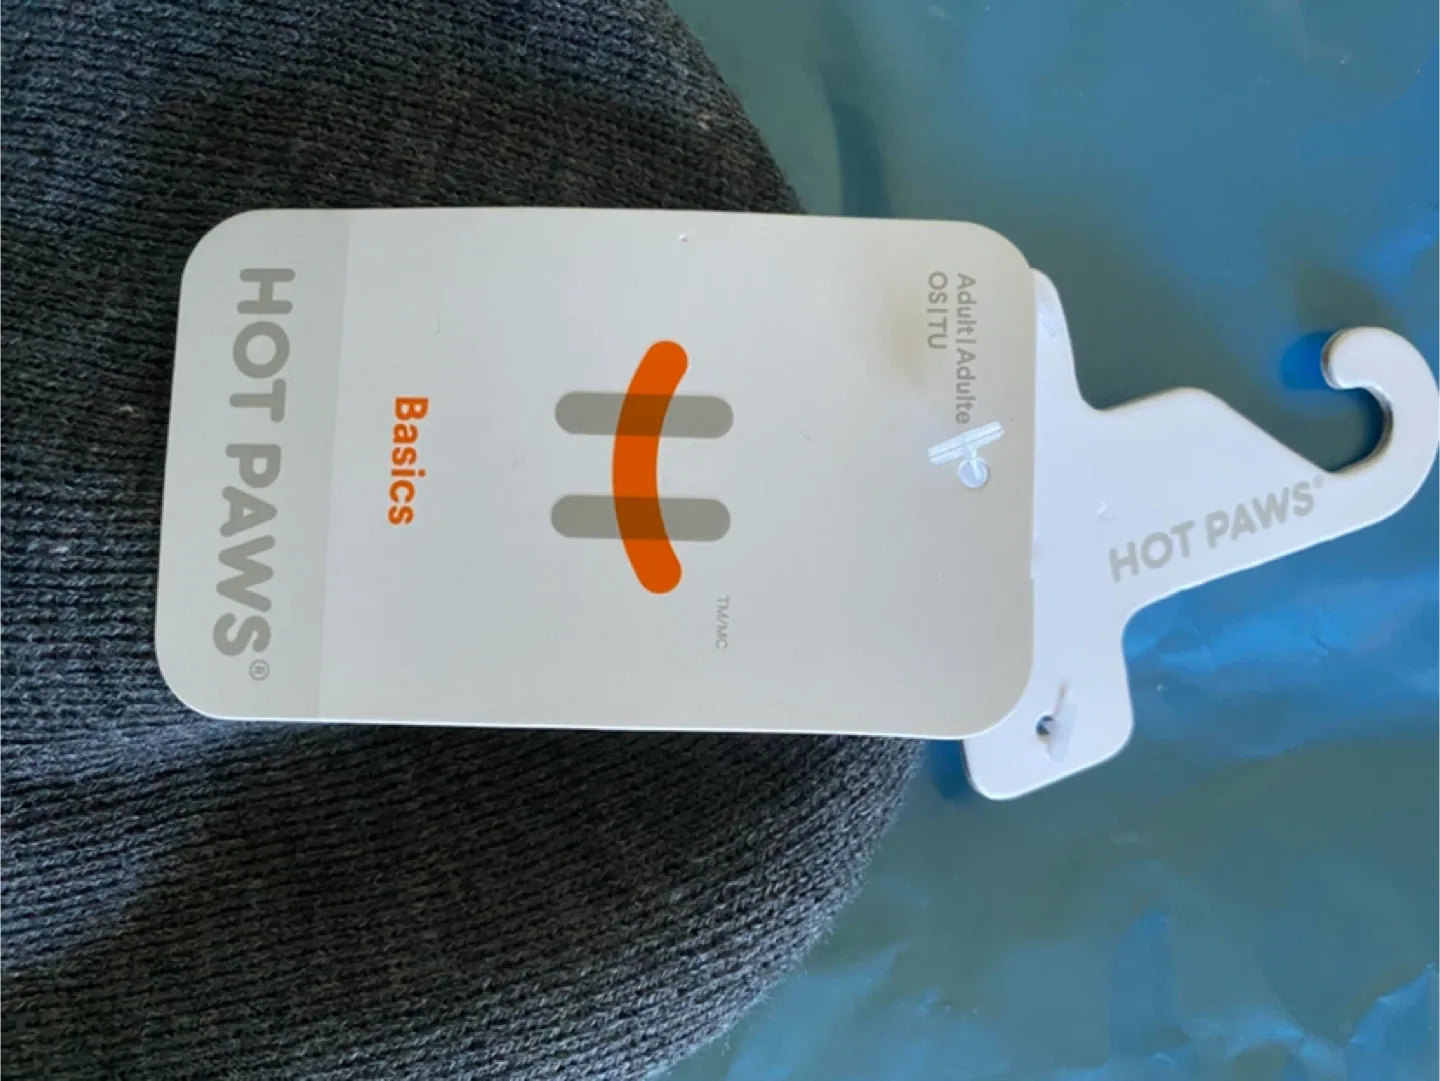 Adult | Adulte
OS | TU
TM/MC
Basics
HOT PAWS®
HOT PAWS®